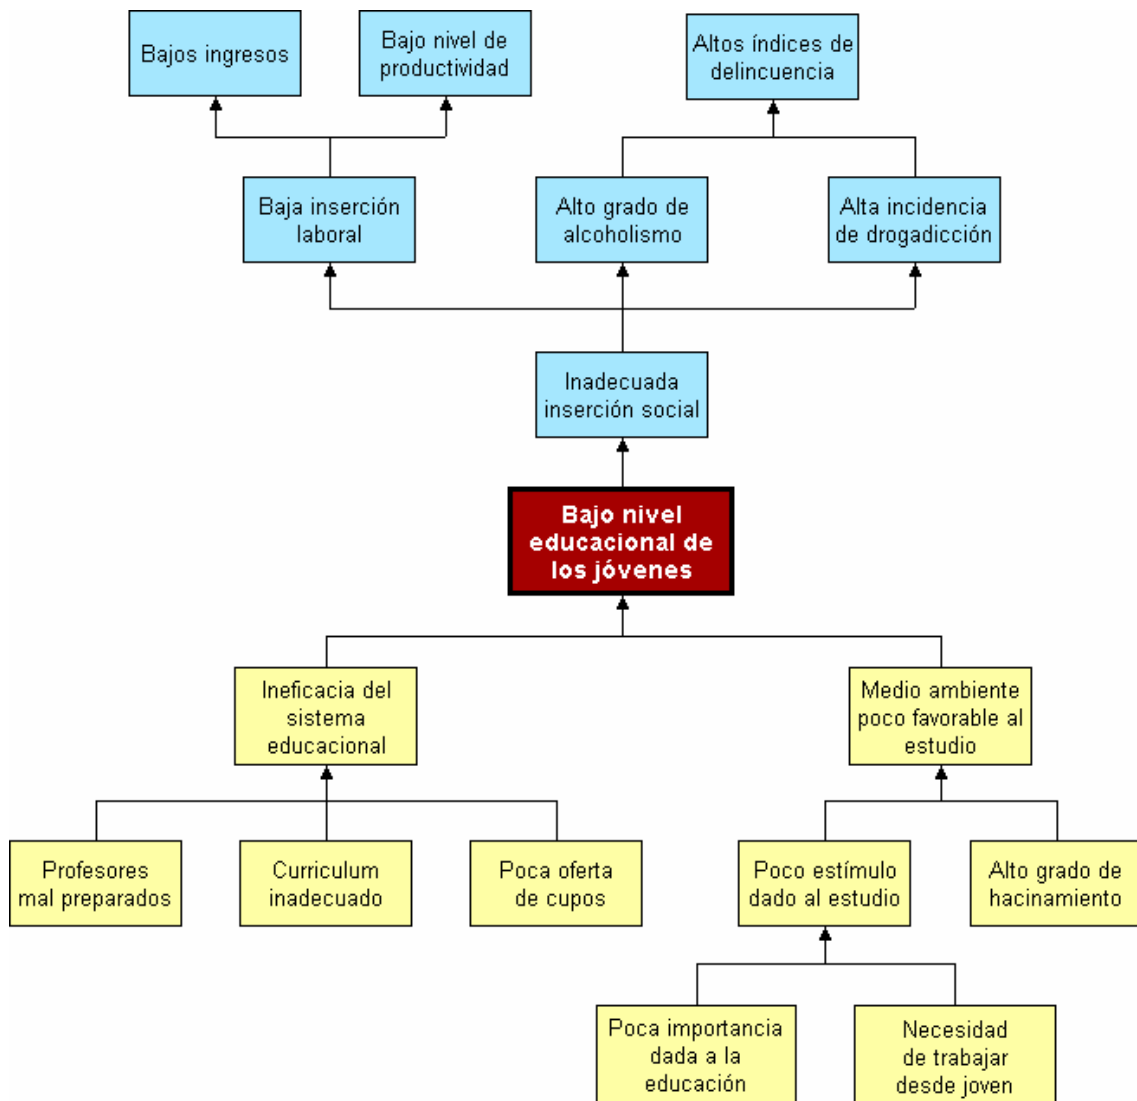 Bajos ingresos
Bajo nivel de
productividad
Altos índices de
delincuencia
Baja inserción
laboral
Alto grado de
alcoholismo
Alta incidencia
de drogadicción
Inadecuada
inserción social
Bajo nivel
educacional de
los jóvenes
Ineficacia del
sistema
educacional
Medio ambiente
poco favorable al
estudio
Profesores
mal preparados
Curriculum
inadecuado
Poca oferta
de cupos
Poco estímulo
dado al estudio
Alto grado de
hacinamiento
Poca importancia
dada a la
educación
Necesidad
de trabajar
desde joven